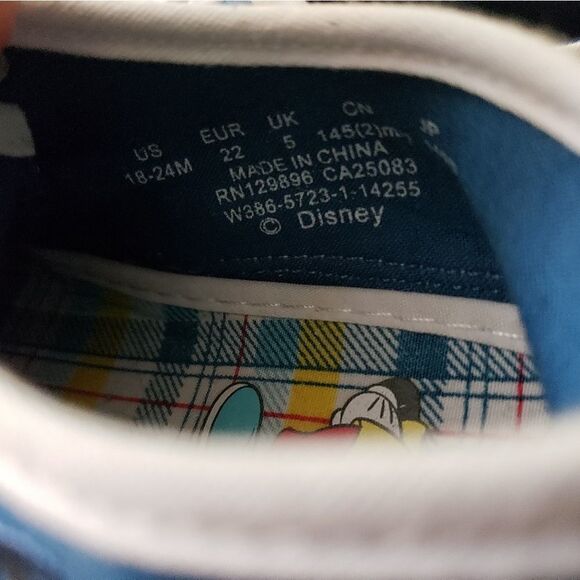 US EUR UK CN JP
18-24M 22 5 145(2)m
MADE IN CHINA
RN129896 CA25083
W386-5723-1-14255
© Disney